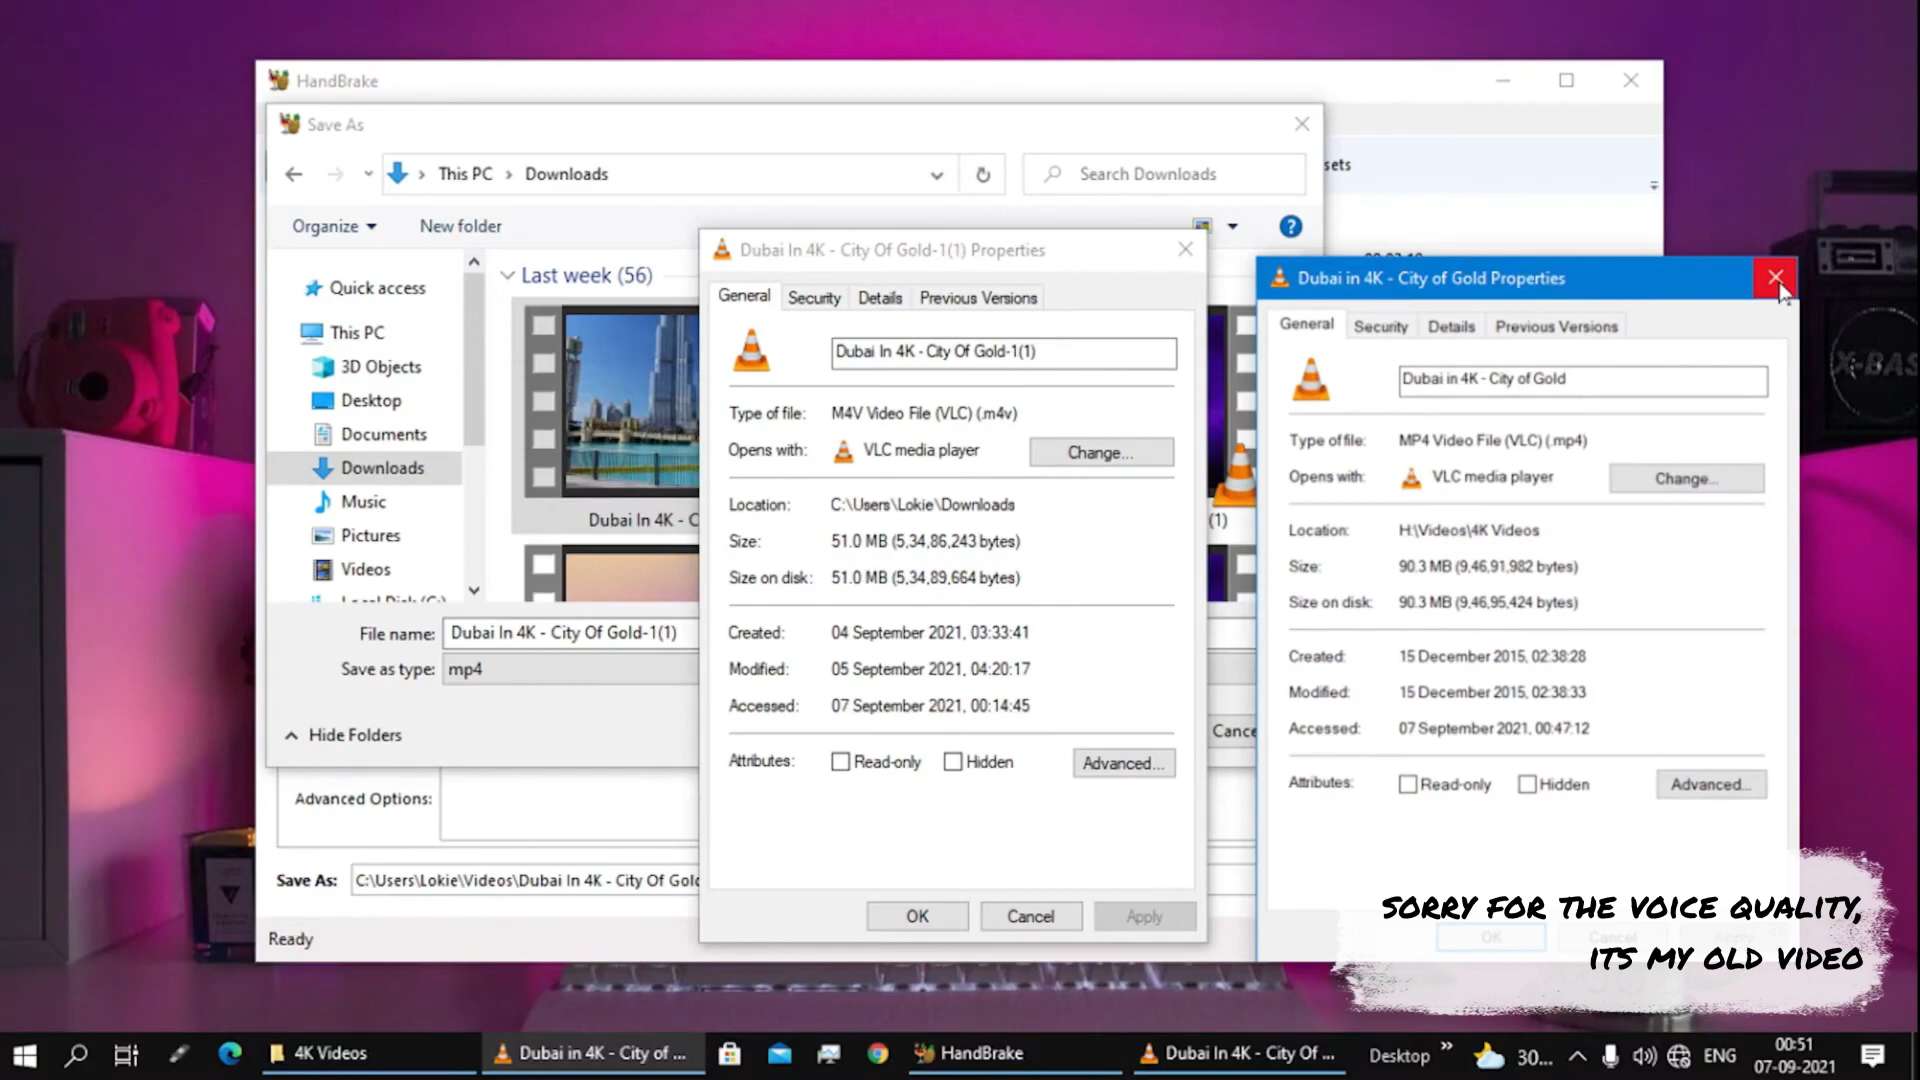 HandBrake
Save As
This PC > Downloads
Search Downloads
sets
Organize
New folder
Quick access
This PC
3D Objects
Desktop
Documents
Downloads
Music
Pictures
Videos
Last week (56)
Dubai In 4K - C
(1)
File name: Dubai In 4K - City Of Gold-1(1)
Save as type: mp4
Hide Folders
Cance
Advanced Options:
Save As: C:\Users\Lokie\Videos\Dubai In 4K - City Of Gold
Ready
Dubai In 4K - City Of Gold-1(1) Properties
General Security Details Previous Versions
Dubai In 4K - City Of Gold-1(1)
Type of file: M4V Video File (VLC) (.m4v)
Opens with: VLC media player Change...
Location: C:\Users\Lokie\Downloads
Size: 51.0 MB (5,34,86,243 bytes)
Size on disk: 51.0 MB (5,34,89,664 bytes)
Created: 04 September 2021, 03:33:41
Modified: 05 September 2021, 04:20:17
Accessed: 07 September 2021, 00:14:45
Attributes: Read-only Hidden Advanced...
OK Cancel Apply
Dubai in 4K - City of Gold Properties
General Security Details Previous Versions
Dubai in 4K - City of Gold
Type of file: MP4 Video File (VLC) (.mp4)
Opens with: VLC media player Change...
Location: H:\Videos\4K Videos
Size: 90.3 MB (9,46,91,982 bytes)
Size on disk: 90.3 MB (9,46,95,424 bytes)
Created: 15 December 2015, 02:38:28
Modified: 15 December 2015, 02:38:33
Accessed: 07 September 2021, 00:47:12
Attributes: Read-only Hidden Advanced...
OK Cancel
SORRY FOR THE VOICE QUALITY,
ITS MY OLD VIDEO
X-BAS
4K Videos
Dubai in 4K - City of ...
HandBrake
Dubai In 4K - City Of ...
Desktop
30...
ENG
00:51
07-09-2021